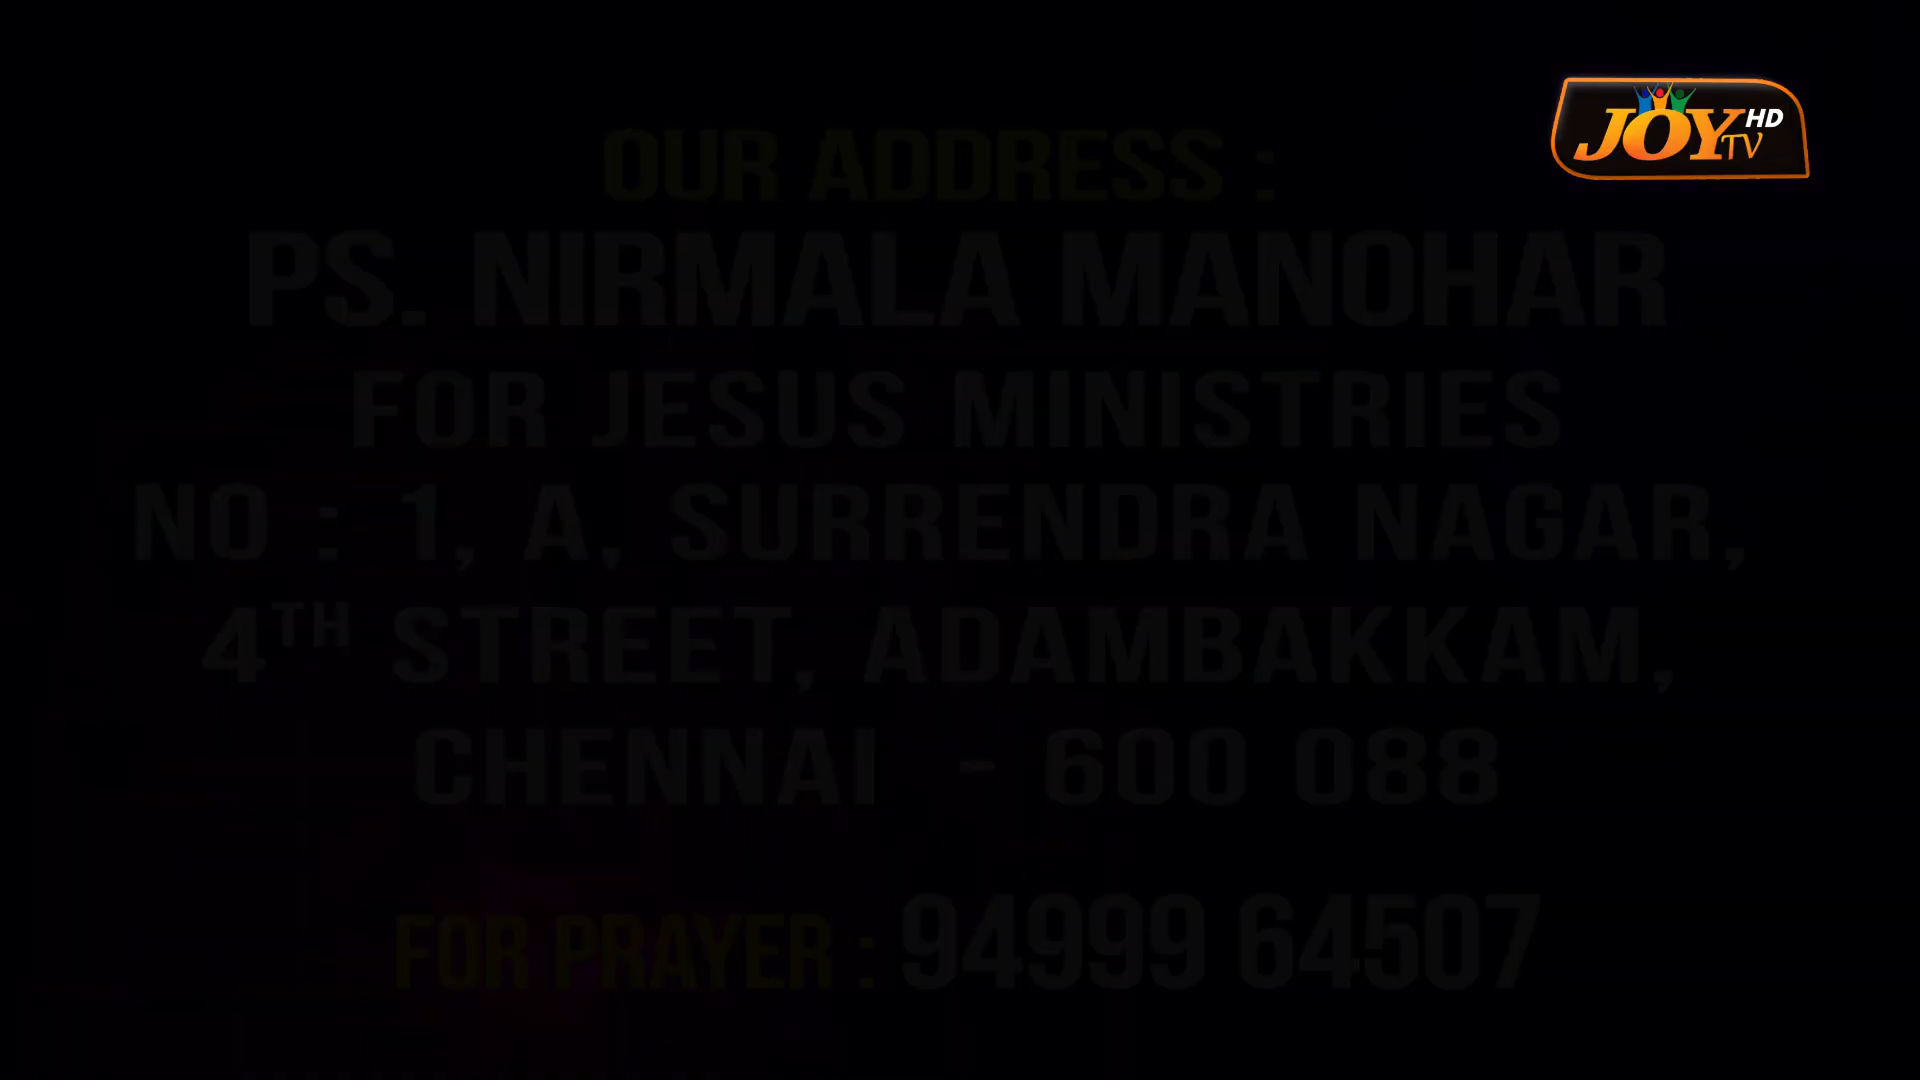 JOY TV HD
OUR ADDRESS :
PS. NIRMALA MANOHAR
FOR JESUS MINISTRIES
NO : 1, A, SURRENDRA NAGAR,
4TH STREET, ADAMBAKKAM,
CHENNAI - 600 088
FOR PRAYER : 94999 64507